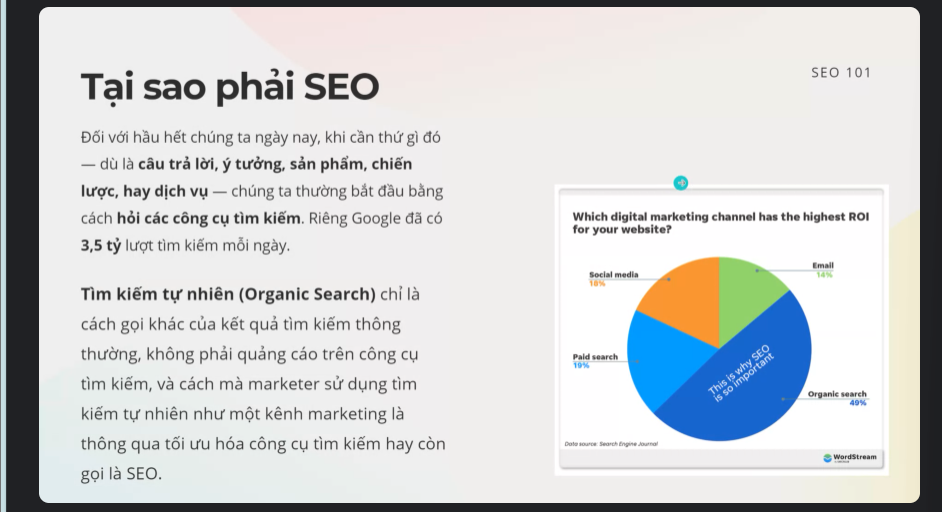 Tại sao phải SEO
SEO 101
Đối với hầu hết chúng ta ngày nay, khi cần thứ gì đó
— dù là câu trả lời, ý tưởng, sản phẩm, chiến
lược, hay dịch vụ — chúng ta thường bắt đầu bằng
cách hỏi các công cụ tìm kiếm. Riêng Google đã có
3,5 tỷ lượt tìm kiếm mỗi ngày.
Tìm kiếm tự nhiên (Organic Search) chỉ là
cách gọi khác của kết quả tìm kiếm thông
thường, không phải quảng cáo trên công cụ
tìm kiếm, và cách mà marketer sử dụng tìm
kiếm tự nhiên như một kênh marketing là
thông qua tối ưu hóa công cụ tìm kiếm hay còn
gọi là SEO.
Which digital marketing channel has the highest ROI
for your website?
Email
14%
Social media
18%
Paid search
19%
This is why SEO
is so important
Organic search
49%
Data source: Search Engine Journal
WordStream